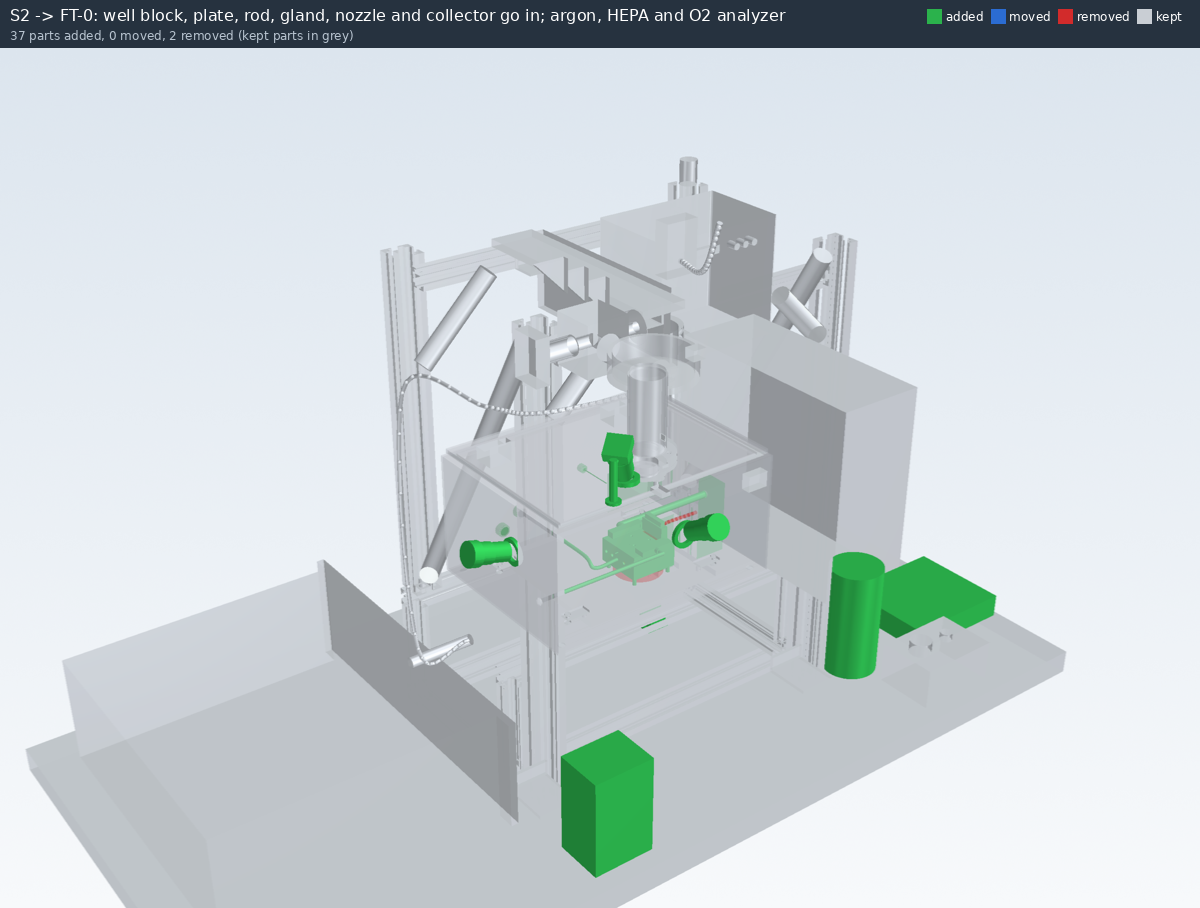 S2 -> FT-0: well block, plate, rod, gland, nozzle and collector go in; argon, HEPA and O2 analyzer
added moved removed kept
37 parts added, 0 moved, 2 removed (kept parts in grey)